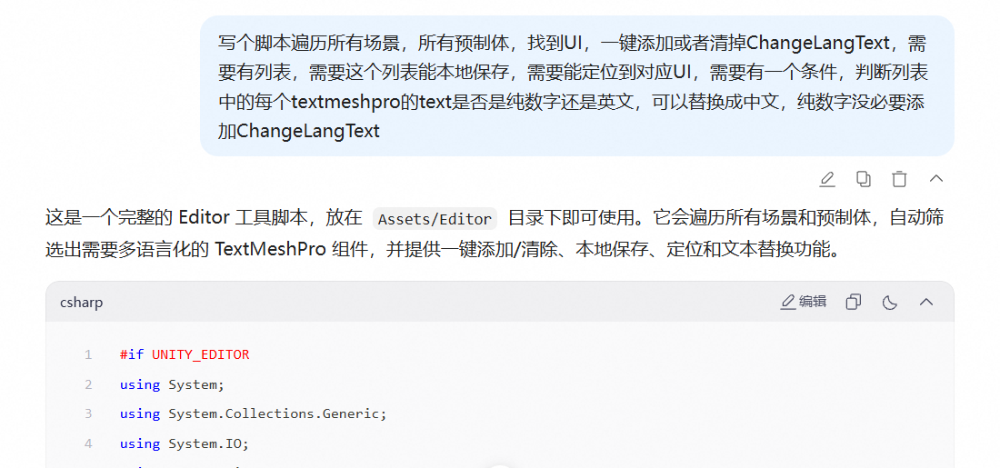 写个脚本遍历所有场景，所有预制体，找到UI，一键添加或者清掉ChangeLangText，需
要有列表，需要这个列表能本地保存，需要能定位到对应UI，需要有一个条件，判断列表
中的每个textmeshpro的text是否是纯数字还是英文，可以替换成中文，纯数字没必要添
加ChangeLangText
这是一个完整的 Editor 工具脚本，放在 Assets/Editor 目录下即可使用。它会遍历所有场景和预制体，自动筛
选出需要多语言化的 TextMeshPro 组件，并提供一键添加/清除、本地保存、定位和文本替换功能。
csharp 编辑
1 #if UNITY_EDITOR
2 using System;
3 using System.Collections.Generic;
4 using System.IO;